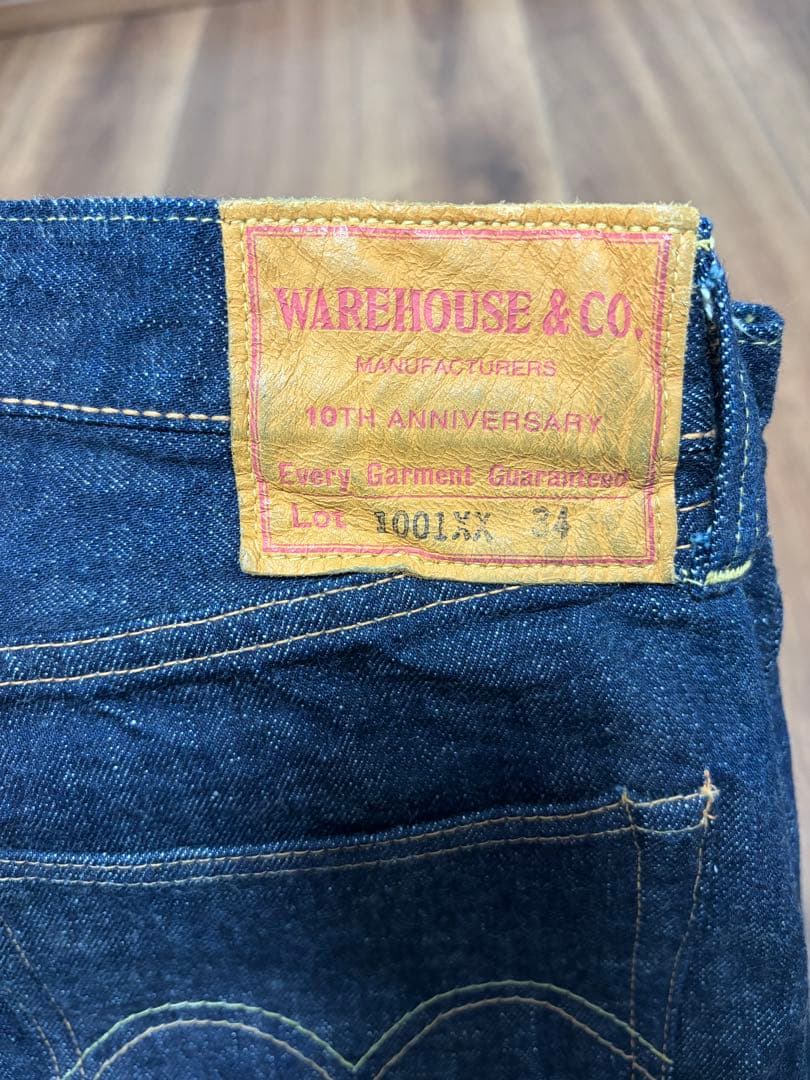 WAREHOUSE & CO.
MANUFACTURERS
10TH ANNIVERSARY
Every Garment Guaranteed
Lot 1001XX 34